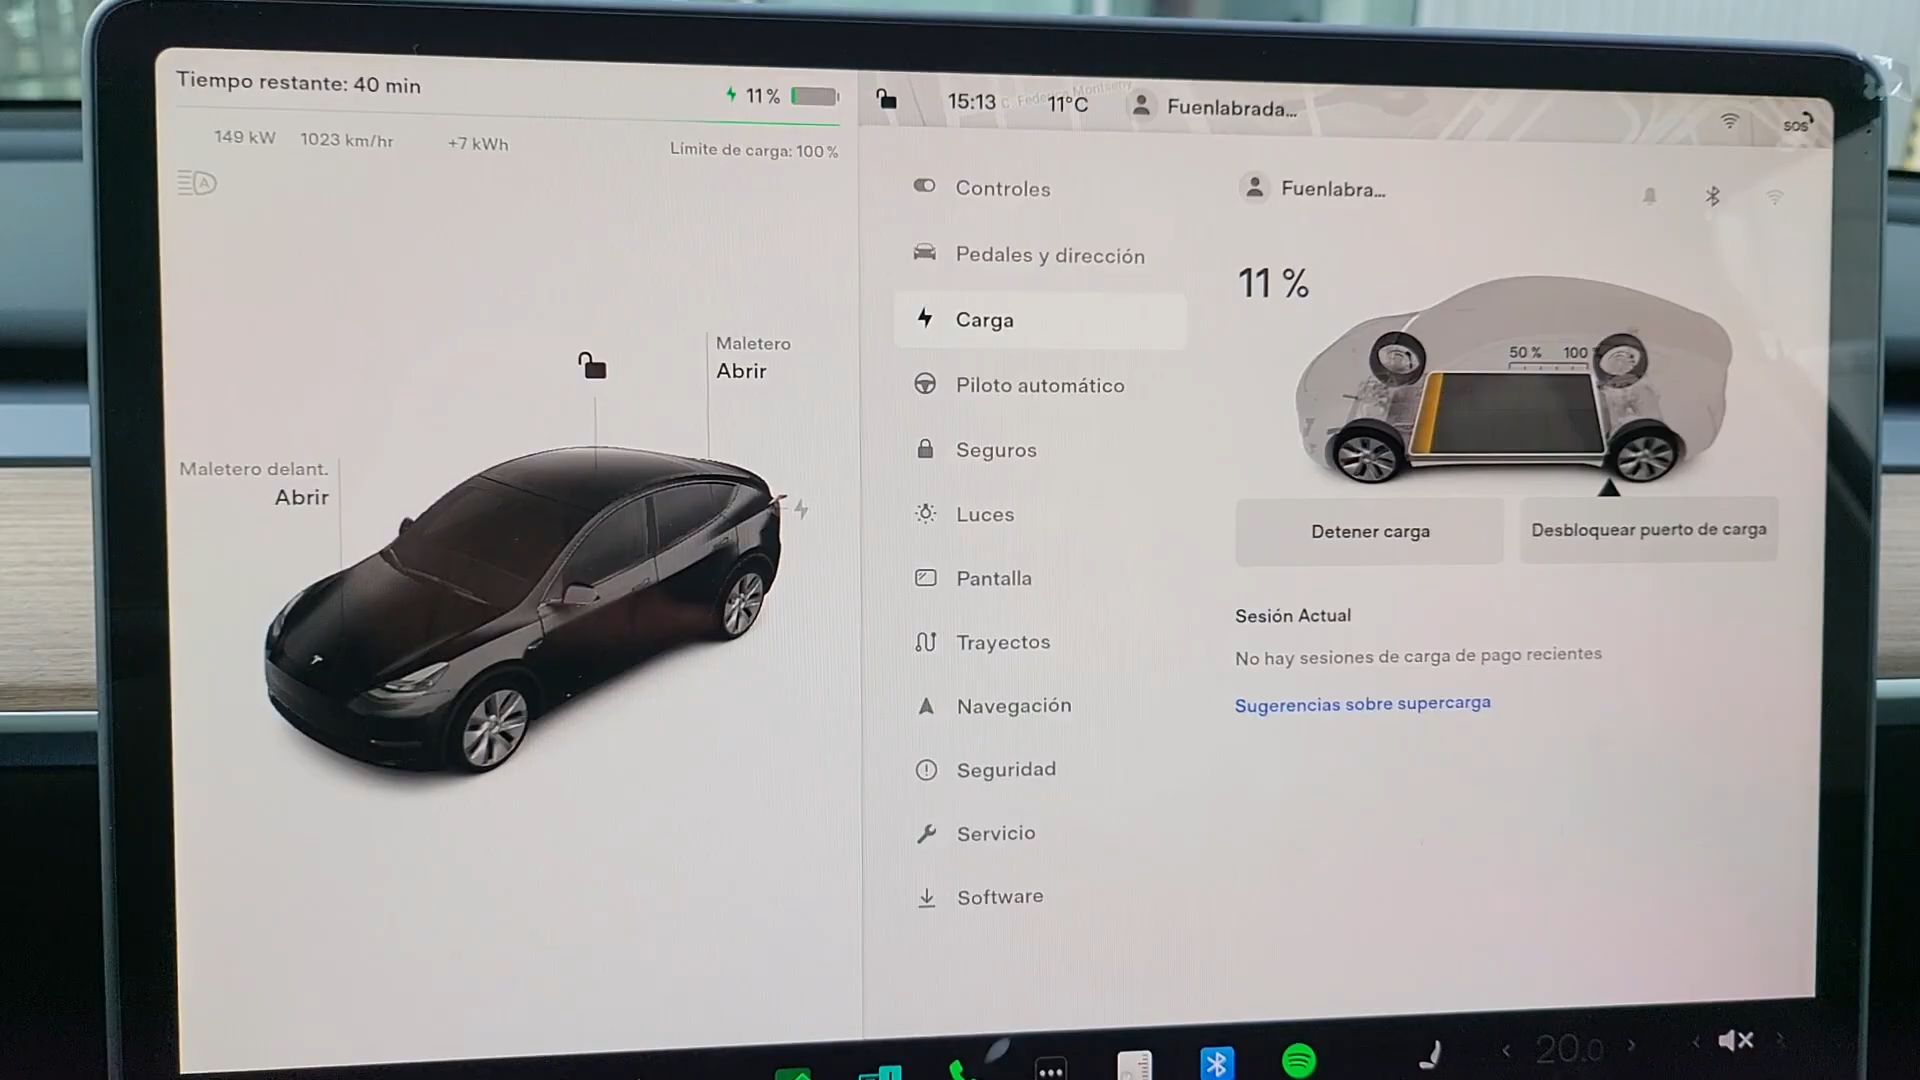 Tiempo restante: 40 min
11 %
149 kW 1023 km/hr +7 kWh
Límite de carga: 100 %
Maletero
Abrir
Maletero delant.
Abrir
15:13
11°C
Fuenlabrada...
SOS
Controles
Pedales y dirección
Carga
Piloto automático
Seguros
Luces
Pantalla
Trayectos
Navegación
Seguridad
Servicio
Software
Fuenlabra...
11 %
50 % 100
Detener carga
Desbloquear puerto de carga
Sesión Actual
No hay sesiones de carga de pago recientes
Sugerencias sobre supercarga
20.0